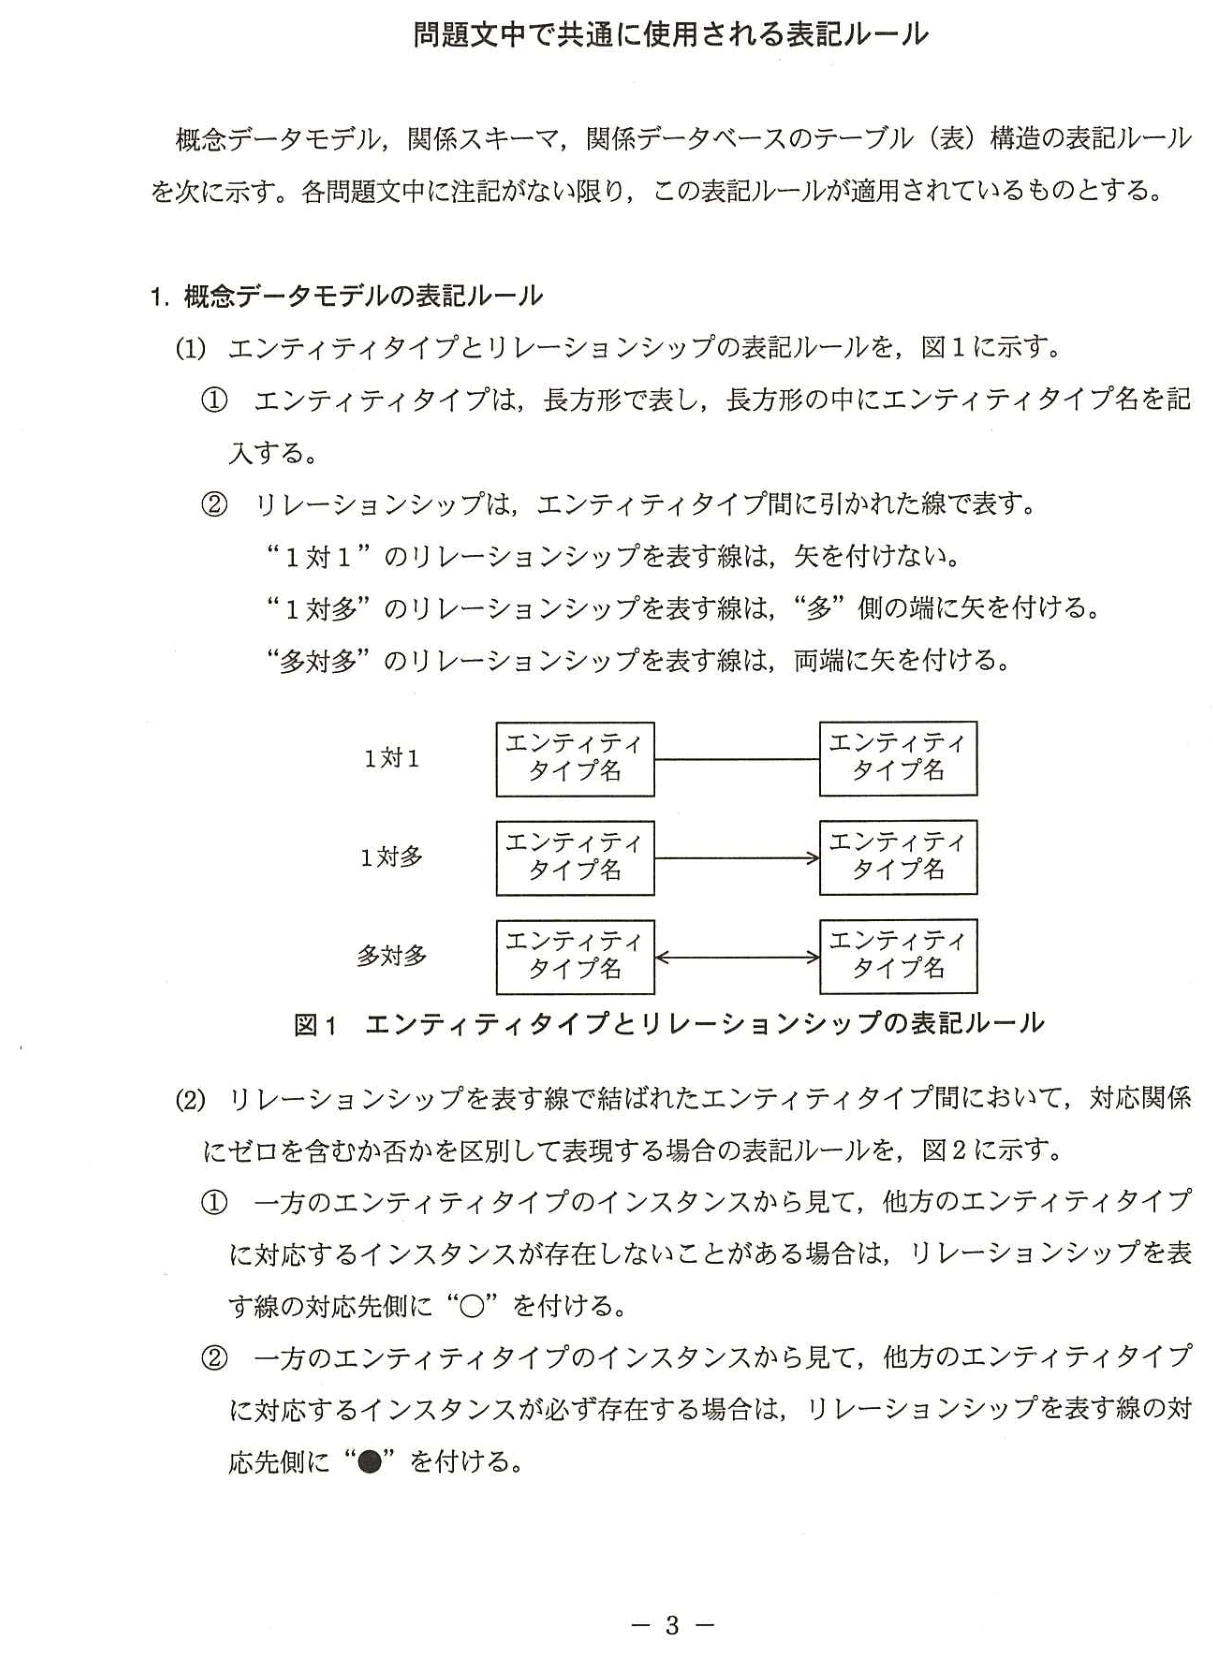 問題文中で共通に使用される表記ルール
概念データモデル，関係スキーマ，関係データベースのテーブル（表）構造の表記ルール
を次に示す。各問題文中に注記がない限り，この表記ルールが適用されているものとする。
1. 概念データモデルの表記ルール
(1) エンティティタイプとリレーションシップの表記ルールを，図1に示す。
① エンティティタイプは，長方形で表し，長方形の中にエンティティタイプ名を記
入する。
② リレーションシップは，エンティティタイプ間に引かれた線で表す。
“1対1”のリレーションシップを表す線は，矢を付けない。
“1対多”のリレーションシップを表す線は，“多”側の端に矢を付ける。
“多対多”のリレーションシップを表す線は，両端に矢を付ける。
1対1
エンティティ
タイプ名
エンティティ
タイプ名
1対多
エンティティ
タイプ名
エンティティ
タイプ名
多対多
エンティティ
タイプ名
エンティティ
タイプ名
図1 エンティティタイプとリレーションシップの表記ルール
(2) リレーションシップを表す線で結ばれたエンティティタイプ間において，対応関係
にゼロを含むか否かを区別して表現する場合の表記ルールを，図2に示す。
① 一方のエンティティタイプのインスタンスから見て，他方のエンティティタイプ
に対応するインスタンスが存在しないことがある場合は，リレーションシップを表
す線の対応先側に“○”を付ける。
② 一方のエンティティタイプのインスタンスから見て，他方のエンティティタイプ
に対応するインスタンスが必ず存在する場合は，リレーションシップを表す線の対
応先側に“●”を付ける。
－ 3 －